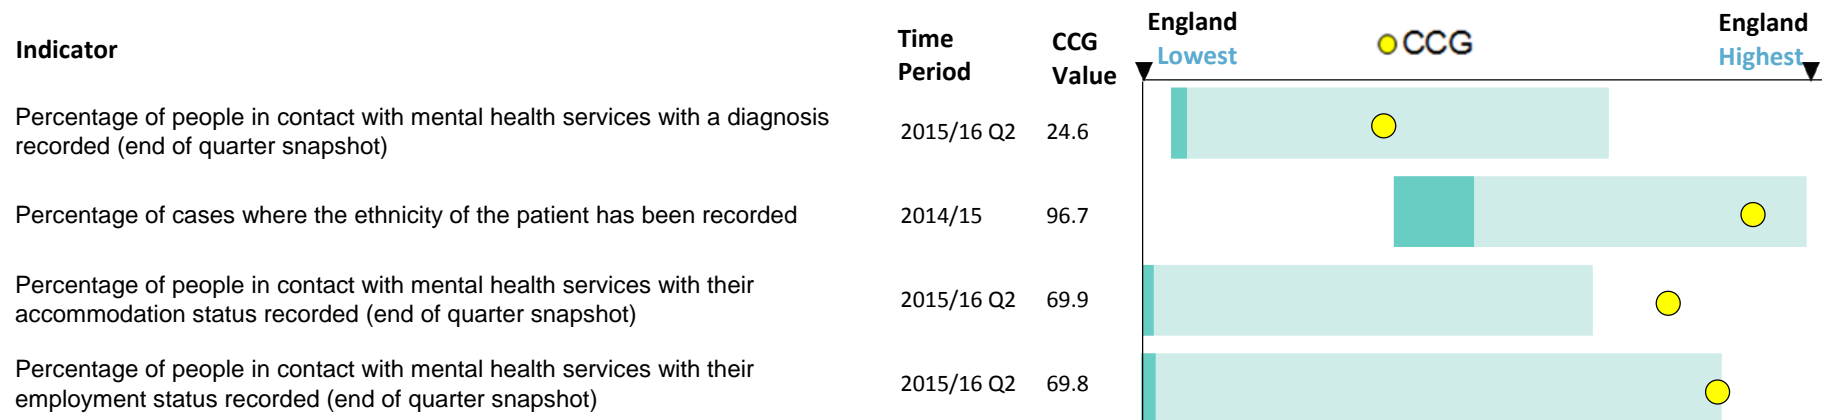 Indicator
Time Period
CCG Value
England Lowest
CCG
England Highest
Percentage of people in contact with mental health services with a diagnosis
recorded (end of quarter snapshot)
2015/16 Q2
24.6
Percentage of cases where the ethnicity of the patient has been recorded
2014/15
96.7
Percentage of people in contact with mental health services with their
accommodation status recorded (end of quarter snapshot)
2015/16 Q2
69.9
Percentage of people in contact with mental health services with their
employment status recorded (end of quarter snapshot)
2015/16 Q2
69.8